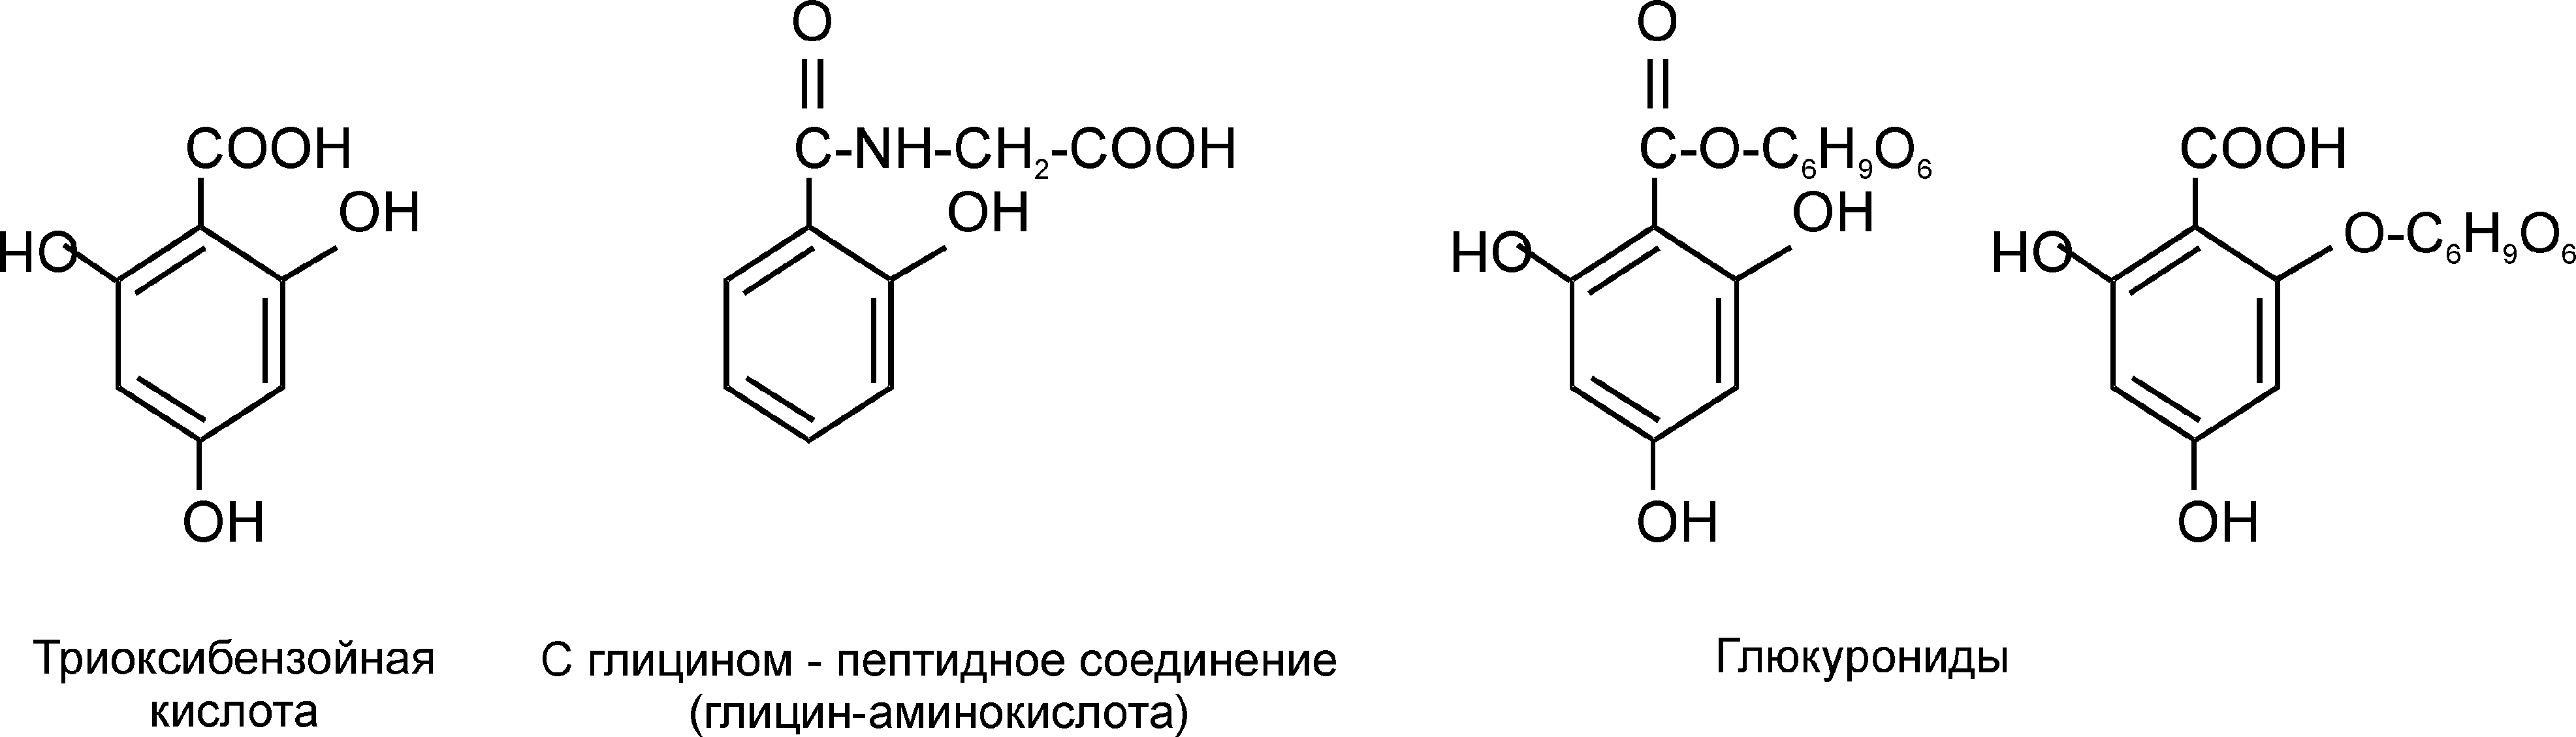 O
O
COOH
C-NH-CH₂-COOH
C-O-C₆H₉O₆
COOH
OH
OH
OH
HO
HO
HO
O-C₆H₉O₆
OH
OH
OH
Триоксибензойная
кислота
С глицином - пептидное соединение
(глицин-аминокислота)
Глюкурониды